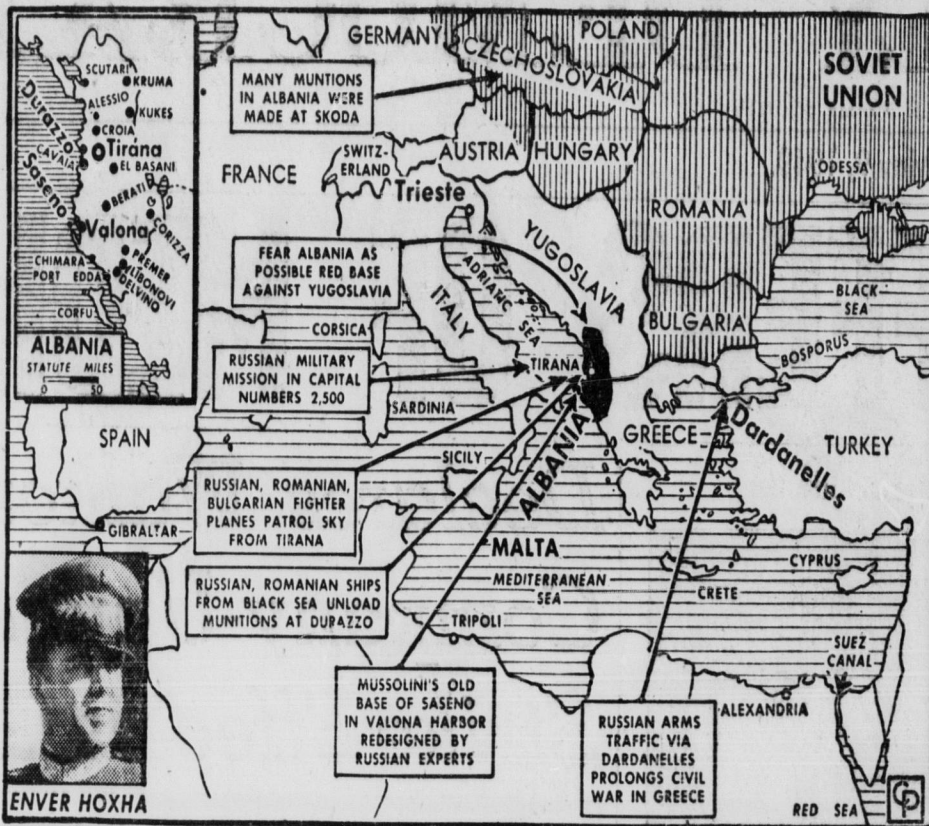 SCUTARI
KRUMA
ALESSIO
KUKES
CROIA
Durazzo
Tirana
CAVAIA
EL BASANI
Saseno
BERATI
CORIZZA
Valona
PREMER
CHIMARA
LIBONOVI
PORT EDDA
DELVINO
CORFU
ALBANIA
STATUTE MILES
0 50
GERMANY
POLAND
CZECHOSLOVAKIA
SOVIET
UNION
MANY MUNITIONS
IN ALBANIA WERE
MADE AT SKODA
FRANCE
SWITZ-
ERLAND
AUSTRIA
HUNGARY
ODESSA
Trieste
ROMANIA
YUGOSLAVIA
FEAR ALBANIA AS
POSSIBLE RED BASE
AGAINST YUGOSLAVIA
ADRIATIC SEA
ITALY
BLACK
SEA
BULGARIA
CORSICA
BOSPORUS
RUSSIAN MILITARY
MISSION IN CAPITAL
NUMBERS 2,500
TIRANA
SARDINIA
SPAIN
SICILY
ALBANIA
GREECE
Dardanelles
TURKEY
RUSSIAN, ROMANIAN,
BULGARIAN FIGHTER
PLANES PATROL SKY
FROM TIRANA
GIBRALTAR
MALTA
MEDITERRANEAN
SEA
CYPRUS
CRETE
RUSSIAN, ROMANIAN SHIPS
FROM BLACK SEA UNLOAD
MUNITIONS AT DURAZZO
TRIPOLI
SUEZ
CANAL
MUSSOLINI'S OLD
BASE OF SASENO
IN VALONA HARBOR
REDESIGNED BY
RUSSIAN EXPERTS
ALEXANDRIA
RUSSIAN ARMS
TRAFFIC VIA
DARDANELLES
PROLONGS CIVIL
WAR IN GREECE
ENVER HOXHA
RED SEA
CP